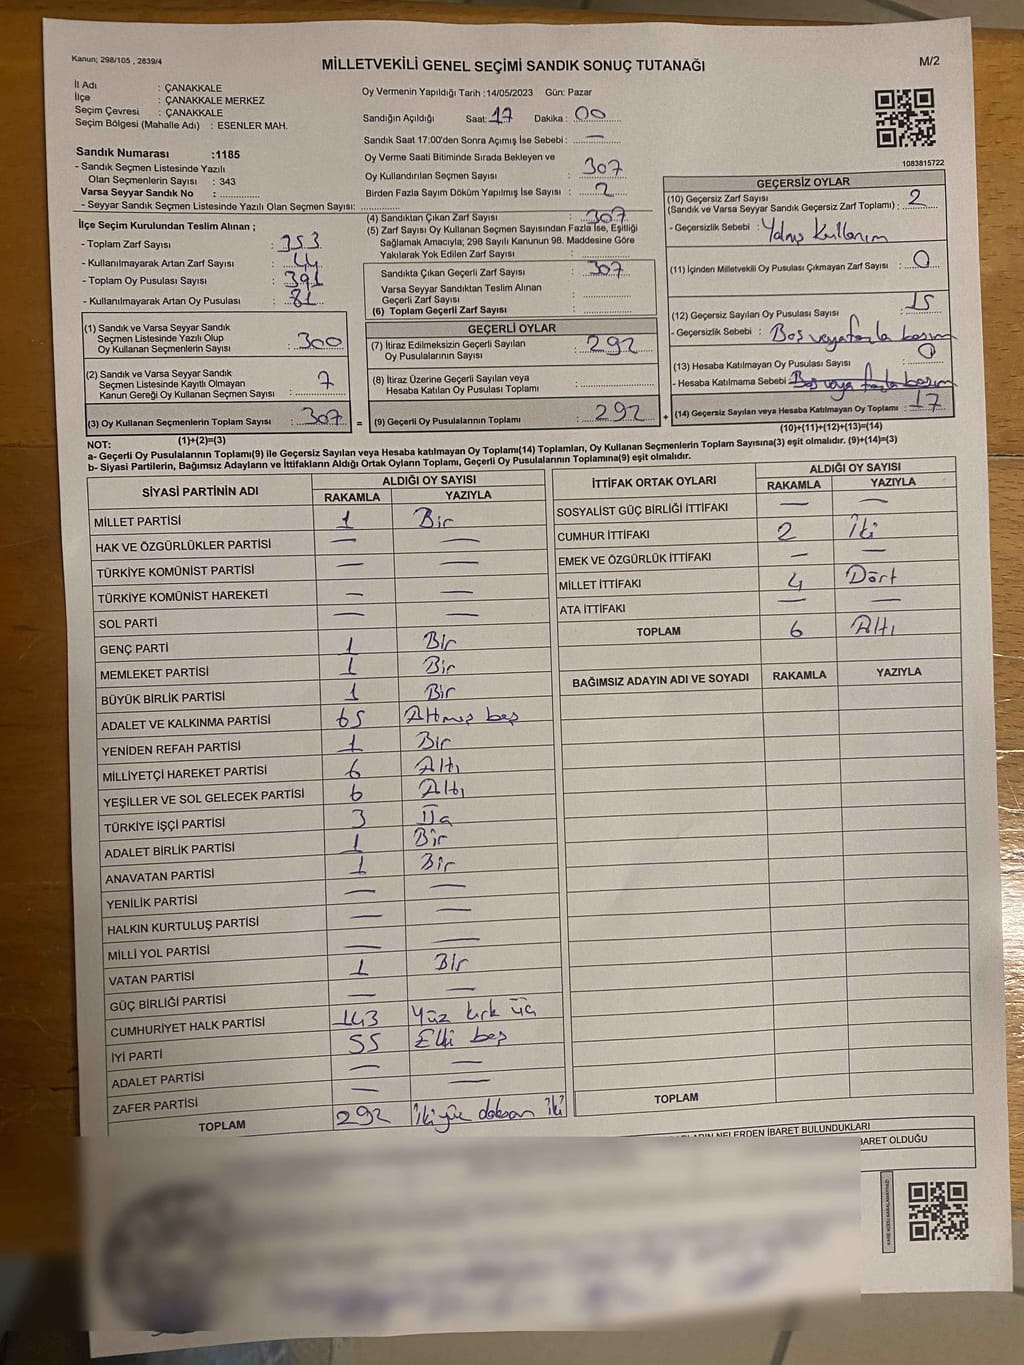 Kanun; 298/105 , 2839/4
MİLLETVEKİLİ GENEL SEÇİMİ SANDIK SONUÇ TUTANAĞI
M/2
İl Adı : ÇANAKKALE
İlçe : ÇANAKKALE MERKEZ
Seçim Çevresi : ÇANAKKALE
Seçim Bölgesi (Mahalle Adı) : ESENLER MAH.
Oy Vermenin Yapıldığı Tarih :14/05/2023 Gün: Pazar
Sandığın Açıldığı Saat: 17 Dakika : 00
Sandık Saat 17:00'den Sonra Açımış İse Sebebi : —
Sandık Numarası :1185
- Sandık Seçmen Listesinde Yazılı
Olan Seçmenlerin Sayısı : 343
Varsa Seyyar Sandık No :
- Seyyar Sandık Seçmen Listesinde Yazılı Olan Seçmen Sayısı:
Oy Verme Saati Bitiminde Sırada Bekleyen ve
Oy Kullandırılan Seçmen Sayısı : 307
Birden Fazla Sayım Döküm Yapılmış İse Sayısı : 2
1083815722
İlçe Seçim Kurulundan Teslim Alınan ;
- Toplam Zarf Sayısı : 353
- Kullanılmayarak Artan Zarf Sayısı : 44
- Toplam Oy Pusulası Sayısı : 391
- Kullanılmayarak Artan Oy Pusulası : 81
(4) Sandıktan Çıkan Zarf Sayısı : 307
(5) Zarf Sayısı Oy Kullanan Seçmen Sayısından Fazla İse, Eşitliği
Sağlamak Amacıyla; 298 Sayılı Kanunun 98. Maddesine Göre
Yakılarak Yok Edilen Zarf Sayısı :
Sandıkta Çıkan Geçerli Zarf Sayısı : 307
Varsa Seyyar Sandıktan Teslim Alınan
Geçerli Zarf Sayısı :
(6) Toplam Geçerli Zarf Sayısı :
GEÇERSİZ OYLAR
(10) Geçersiz Zarf Sayısı
(Sandık ve Varsa Seyyar Sandık Geçersiz Zarf Toplamı) : 2
- Geçersizlik Sebebi : Yalnış Kullanım
(11) İçinden Milletvekili Oy Pusulası Çıkmayan Zarf Sayısı : 0
(12) Geçersiz Sayılan Oy Pusulası Sayısı : 15
- Geçersizlik Sebebi : Boş veya fazla basım
(13) Hesaba Katılmayan Oy Pusulası Sayısı : 0
- Hesaba Katılmama Sebebi : Boş veya fazla basım
(14) Geçersiz Sayılan veya Hesaba Katılmayan Oy Toplamı : 17
(10)+(11)+(12)+(13)=(14)
(1) Sandık ve Varsa Seyyar Sandık
Seçmen Listesinde Yazılı Olup
Oy Kullanan Seçmenlerin Sayısı : 300
(2) Sandık ve Varsa Seyyar Sandık
Seçmen Listesinde Kayıtlı Olmayan
Kanun Gereği Oy Kullanan Seçmen Sayısı : 7
(3) Oy Kullanan Seçmenlerin Toplam Sayısı : 307 =
(1)+(2)=(3)
GEÇERLİ OYLAR
(7) İtiraz Edilmeksizin Geçerli Sayılan
Oy Pusulalarının Sayısı : 292
(8) İtiraz Üzerine Geçerli Sayılan veya
Hesaba Katılan Oy Pusulası Toplamı :
(9) Geçerli Oy Pusulalarının Toplamı : 292 +
NOT:
a- Geçerli Oy Pusulalarının Toplamı(9) ile Geçersiz Sayılan veya Hesaba katılmayan Oy Toplamı(14) Toplamları, Oy Kullanan Seçmenlerin Toplam Sayısına(3) eşit olmalıdır. (9)+(14)=(3)
b- Siyasi Partilerin, Bağımsız Adayların ve İttifakların Aldığı Ortak Oyların Toplamı, Geçerli Oy Pusulalarının Toplamına(9) eşit olmalıdır.
SİYASİ PARTİNİN ADI ALDIĞI OY SAYISI
RAKAMLA YAZIYLA
MİLLET PARTİSİ 1 Bir
HAK VE ÖZGÜRLÜKLER PARTİSİ — —
TÜRKİYE KOMÜNİST PARTİSİ — —
TÜRKİYE KOMÜNİST HAREKETİ — —
SOL PARTİ — —
GENÇ PARTİ 1 Bir
MEMLEKET PARTİSİ 1 Bir
BÜYÜK BİRLİK PARTİSİ 1 Bir
ADALET VE KALKINMA PARTİSİ 65 Altmış beş
YENİDEN REFAH PARTİSİ 1 Bir
MİLLİYETÇİ HAREKET PARTİSİ 6 Altı
YEŞİLLER VE SOL GELECEK PARTİSİ 6 Altı
TÜRKİYE İŞÇİ PARTİSİ 3 Üç
ADALET BİRLİK PARTİSİ 1 Bir
ANAVATAN PARTİSİ 1 Bir
YENİLİK PARTİSİ — —
HALKIN KURTULUŞ PARTİSİ — —
MİLLİ YOL PARTİSİ — —
VATAN PARTİSİ 1 Bir
GÜÇ BİRLİĞİ PARTİSİ — —
CUMHURİYET HALK PARTİSİ 143 Yüz kırk üç
İYİ PARTİ 55 Elli beş
ADALET PARTİSİ — —
ZAFER PARTİSİ — —
TOPLAM 292 İki yüz doksan iki
İTTİFAK ORTAK OYLARI ALDIĞI OY SAYISI
RAKAMLA YAZIYLA
SOSYALİST GÜÇ BİRLİĞİ İTTİFAKI — —
CUMHUR İTTİFAKI 2 İki
EMEK VE ÖZGÜRLÜK İTTİFAKI — —
MİLLET İTTİFAKI 4 Dört
ATA İTTİFAKI — —
TOPLAM 6 Altı
BAĞIMSIZ ADAYIN ADI VE SOYADI RAKAMLA YAZIYLA
TOPLAM
NELERDEN İBARET BULUNDUKLARI
İBARET OLDUĞU